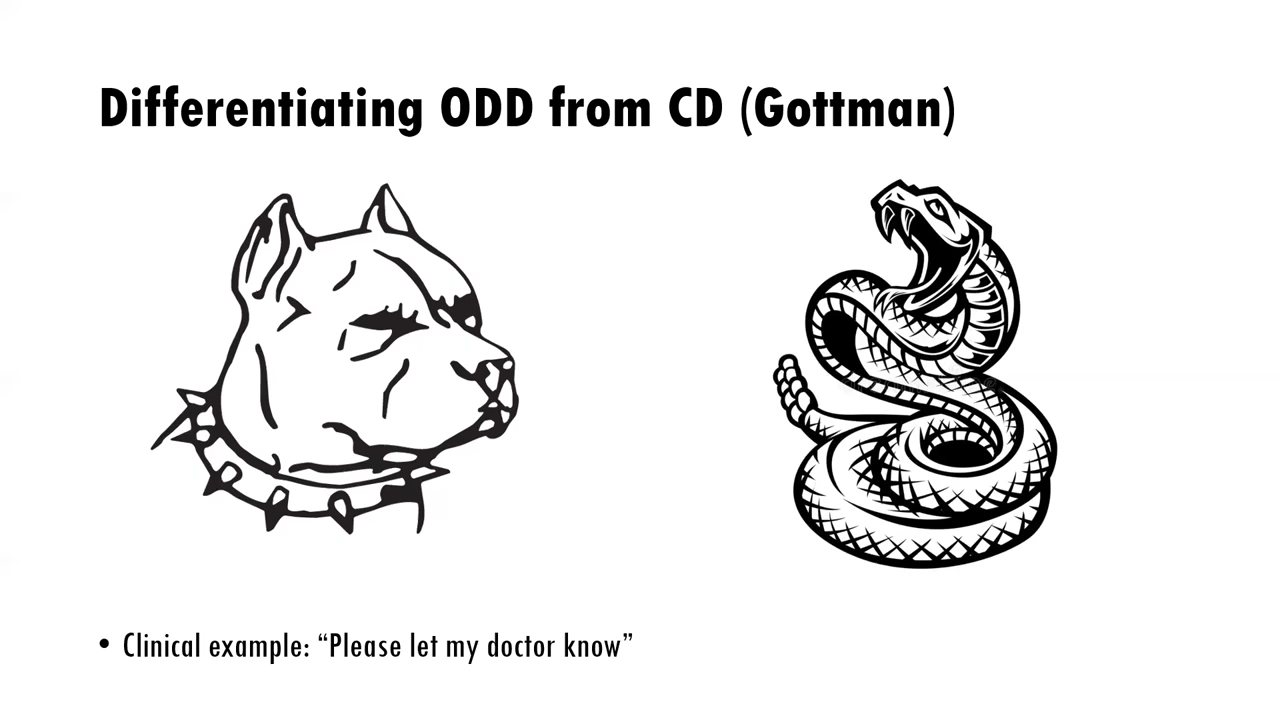 Differentiating ODD from CD (Gottman)
• Clinical example: “Please let my doctor know”